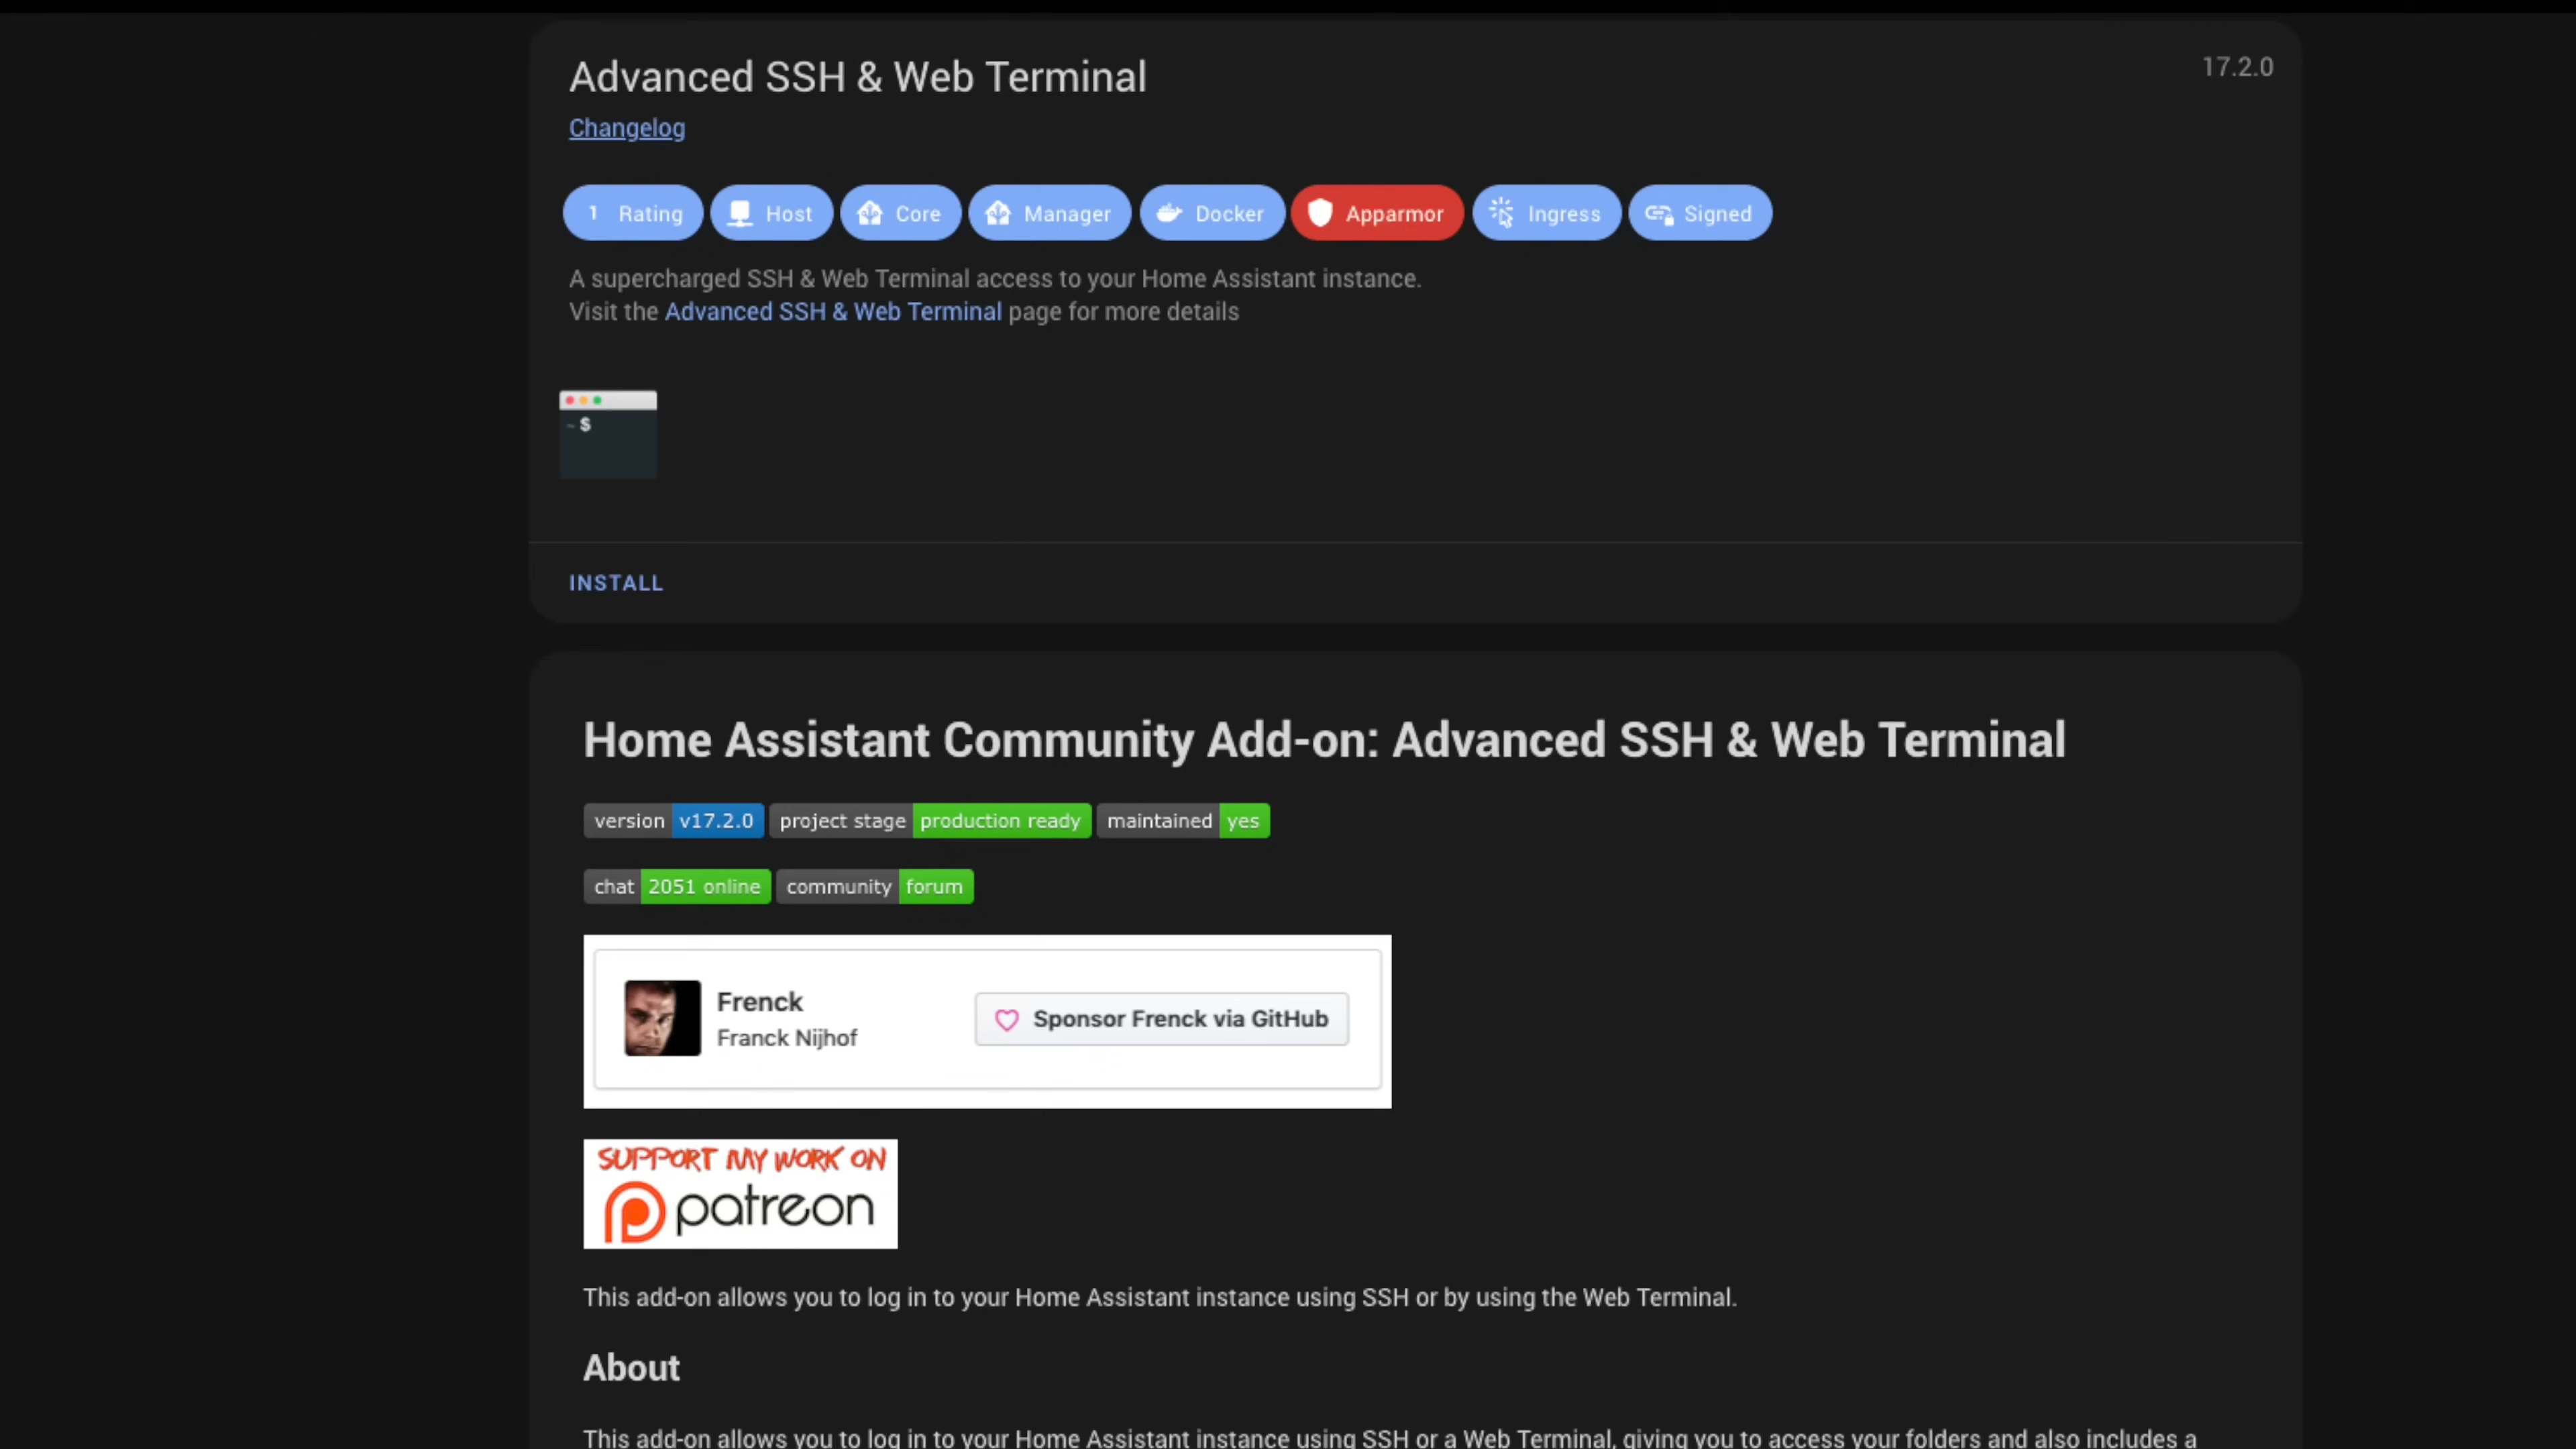 Advanced SSH & Web Terminal
17.2.0
Changelog
1 Rating Host Core Manager Docker Apparmor Ingress Signed
A supercharged SSH & Web Terminal access to your Home Assistant instance.
Visit the Advanced SSH & Web Terminal page for more details
~ $
INSTALL
Home Assistant Community Add-on: Advanced SSH & Web Terminal
version v17.2.0 project stage production ready maintained yes
chat 2051 online community forum
Frenck
Franck Nijhof
Sponsor Frenck via GitHub
SUPPORT MY WORK ON
patreon
This add-on allows you to log in to your Home Assistant instance using SSH or by using the Web Terminal.
About
This add-on allows you to log in to your Home Assistant instance using SSH or a Web Terminal, giving you to access your folders and also includes a